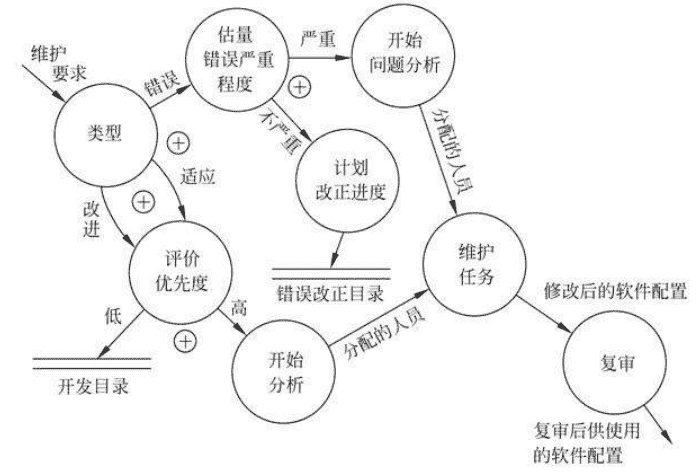 维护
要求
类型
错误
估量
错误严重
程度
严重
开始
问题分析
不严重
计划
改正进度
错误改正目录
分配的人员
适应
改
进
评价
优先度
低
开发目录
高
开始
分析
分配的人员
维护
任务
修改后的软件配置
复审
复审后供使用
的软件配置